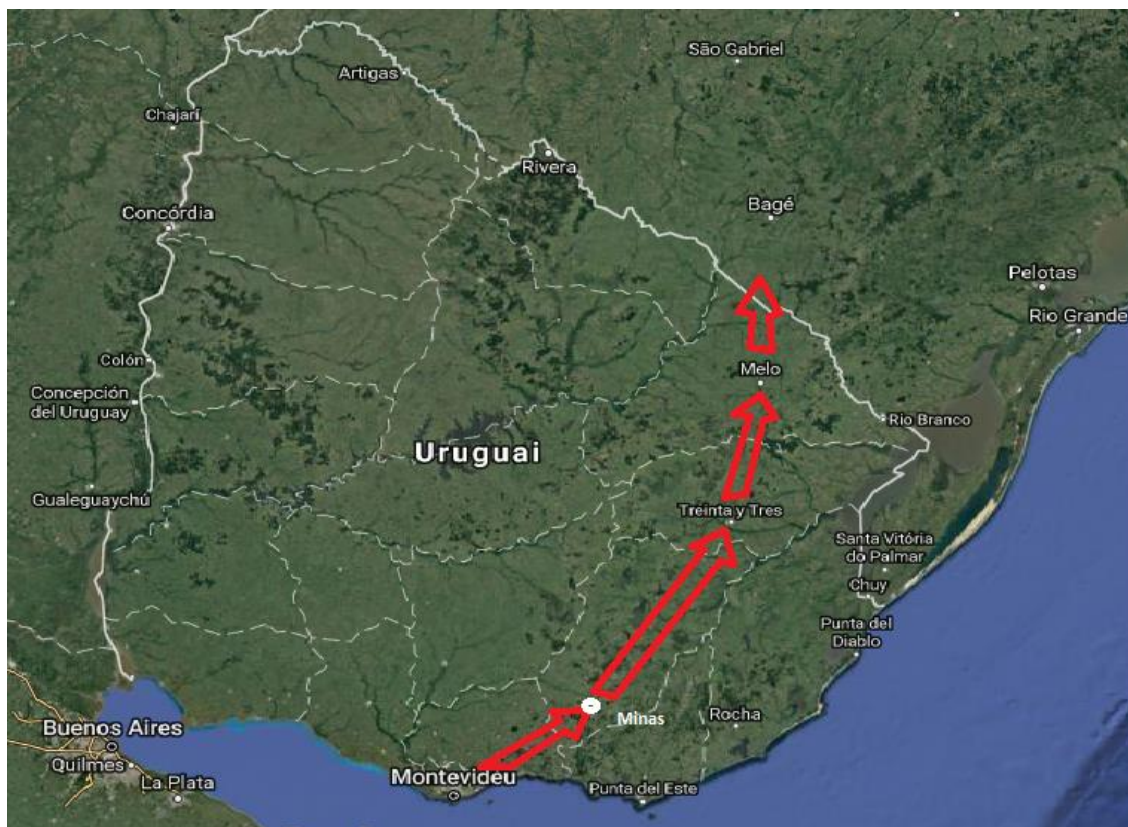 São Gabriel
Artigas
Chajarí
Rivera
Bagé
Concórdia
Pelotas
Rio Grande
Colón
Melo
Concepción
del Uruguay
Rio Branco
Uruguai
Gualeguaychú
Treinta y Tres
Santa Vitória
do Palmar
Chuy
Punta del
Diablo
Minas
Rocha
Buenos Aires
Quilmes
Montevidéu
La Plata
Punta del Este